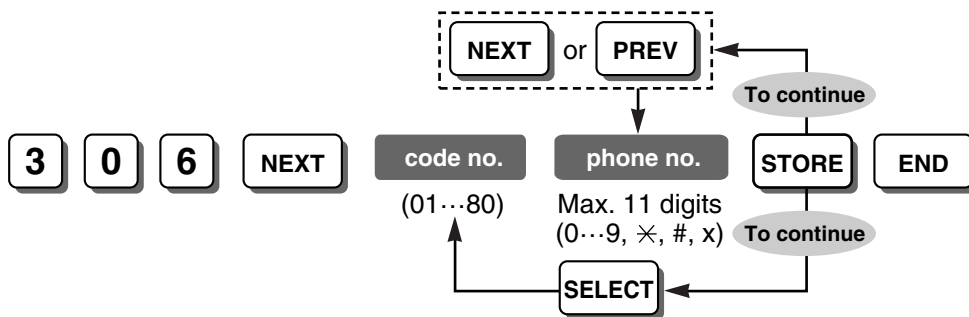 NEXT or PREV
To continue
3 0 6 NEXT code no. phone no. STORE END
(01···80) Max. 11 digits
(0···9, ✳, #, x) To continue
SELECT